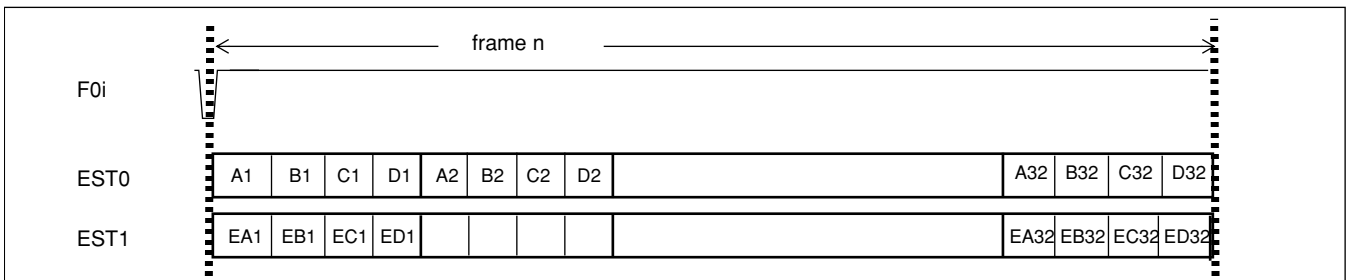 frame n
F0i
EST0 A1 B1 C1 D1 A2 B2 C2 D2 A32 B32 C32 D32
EST1 EA1 EB1 EC1 ED1 EA32 EB32 EC32 ED32